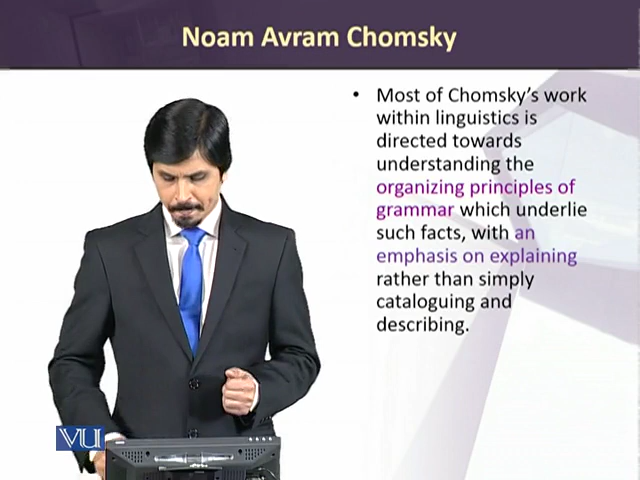 Noam Avram Chomsky
• Most of Chomsky's work
within linguistics is
directed towards
understanding the
organizing principles of
grammar which underlie
such facts, with an
emphasis on explaining
rather than simply
cataloguing and
describing.
VU